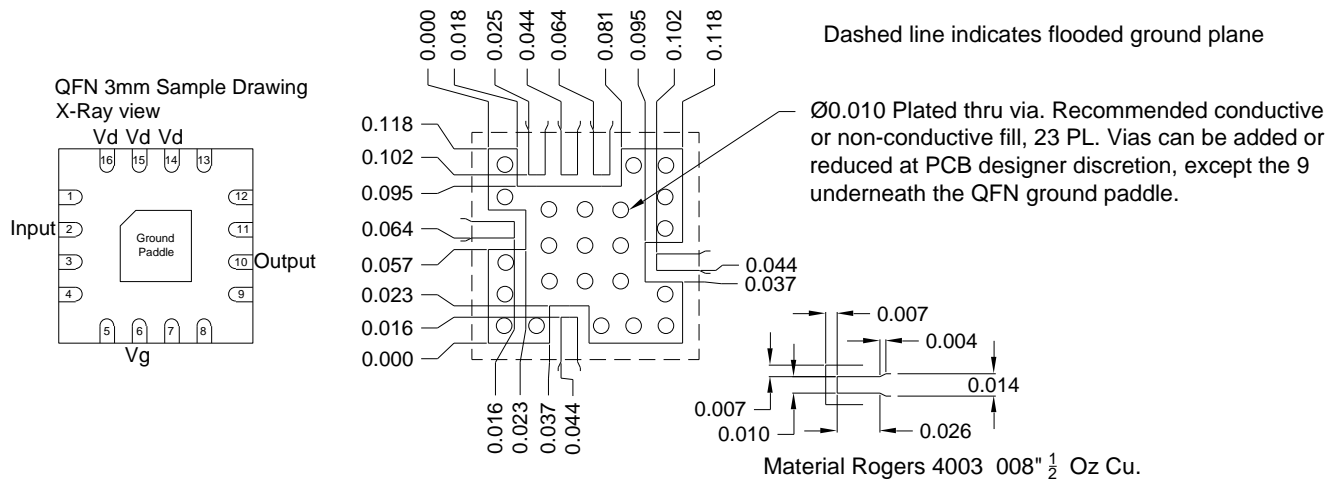 QFN 3mm Sample Drawing
X-Ray view
Vd Vd Vd
16 15 14 13
1
2
3
4
12
11
10
9
Input
Output
Ground
Paddle
5 6 7 8
Vg
0.000
0.018
0.025
0.044
0.064
0.081
0.095
0.102
0.118
0.118
0.102
0.095
0.064
0.057
0.023
0.016
0.000
0.016
0.023
0.037
0.044
0.044
0.037
Dashed line indicates flooded ground plane
Ø0.010 Plated thru via. Recommended conductive
or non-conductive fill, 23 PL. Vias can be added or
reduced at PCB designer discretion, except the 9
underneath the QFN ground paddle.
0.007
0.004
0.014
0.007
0.010
0.026
Material Rogers 4003 008" ½ Oz Cu.